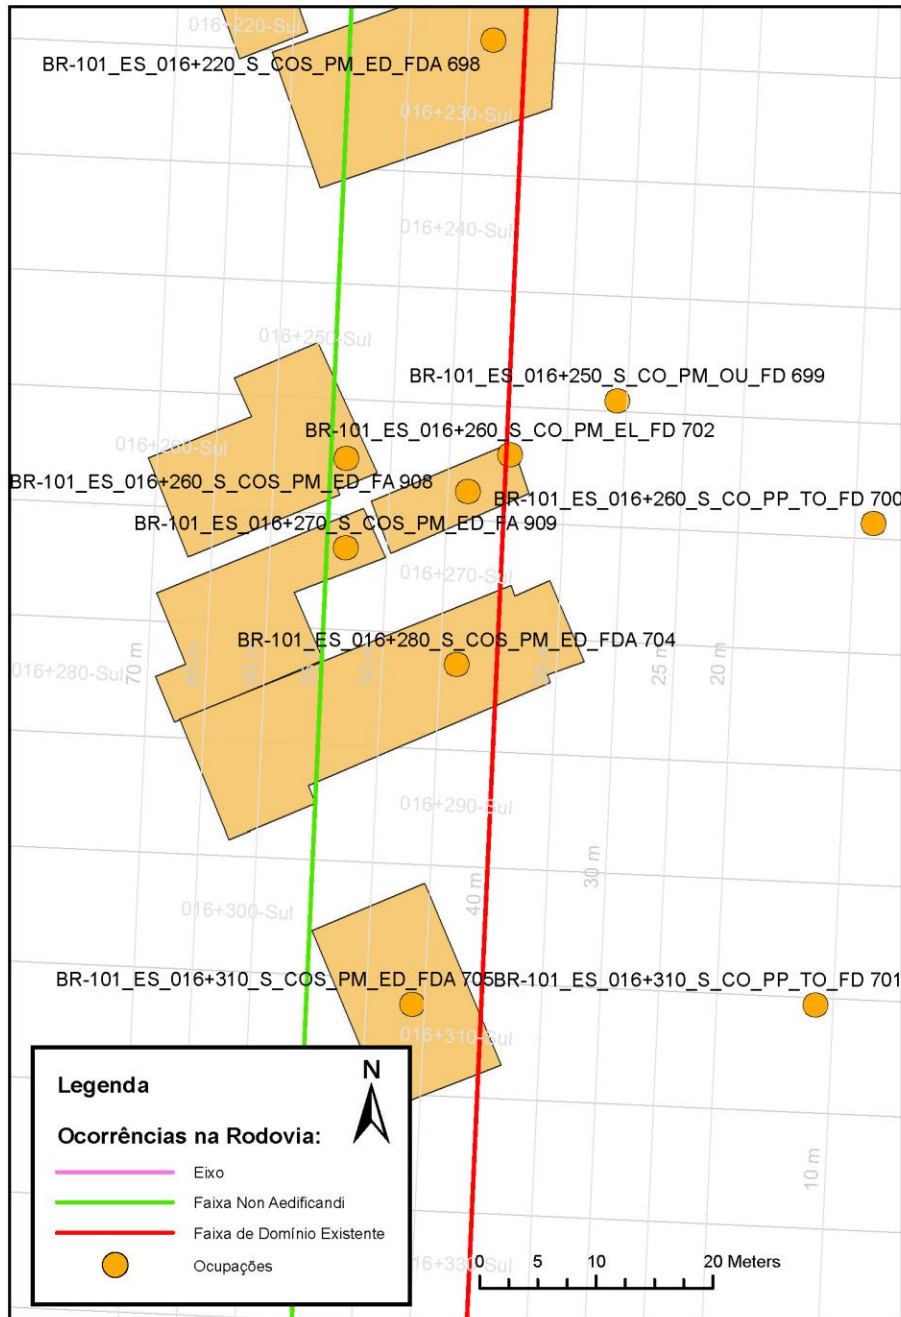 016+220-Sul
BR-101_ES_016+220_S_COS_PM_ED_FDA 698
016+230-Sul
016+240-Sul
016+250-Sul
BR-101_ES_016+250_S_CO_PM_OU_FD 699
BR-101_ES_016+260_S_CO_PM_EL_FD 702
016+260-Sul
BR-101_ES_016+260_S_COS_PM_ED_FA 908
BR-101_ES_016+260_S_CO_PP_TO_FD 700
BR-101_ES_016+270_S_COS_PM_ED_FA 909
016+270-Sul
BR-101_ES_016+280_S_COS_PM_ED_FDA 704
016+280-Sul
70 m
25 m
20 m
016+290-Sul
30 m
40 m
016+300-Sul
BR-101_ES_016+310_S_COS_PM_ED_FDA 705
BR-101_ES_016+310_S_CO_PP_TO_FD 701
016+310-Sul
10 m
Legenda
N
Ocorrências na Rodovia:
Eixo
Faixa Non Aedificandi
Faixa de Domínio Existente
Ocupações
016+330-Sul
0 5 10 20 Meters